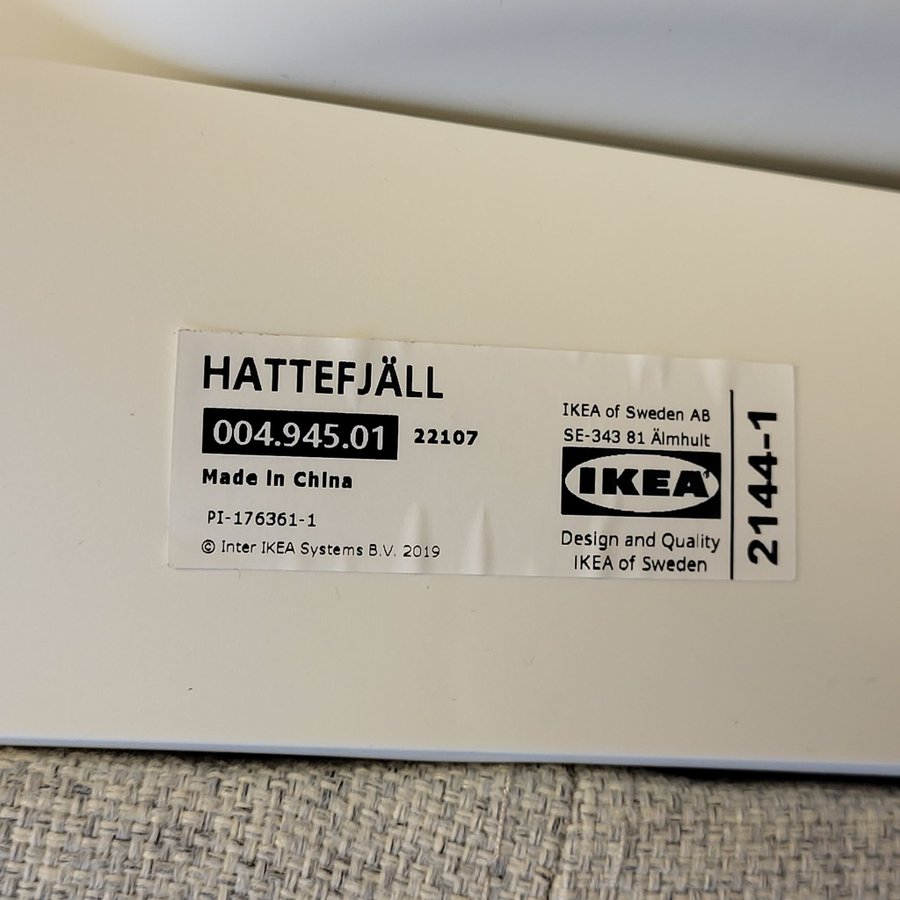 HATTEFJÄLL
004.945.01 22107
Made in China
PI-176361-1
© Inter IKEA Systems B.V. 2019
IKEA of Sweden AB
SE-343 81 Älmhult
IKEA
Design and Quality
IKEA of Sweden
2144-1